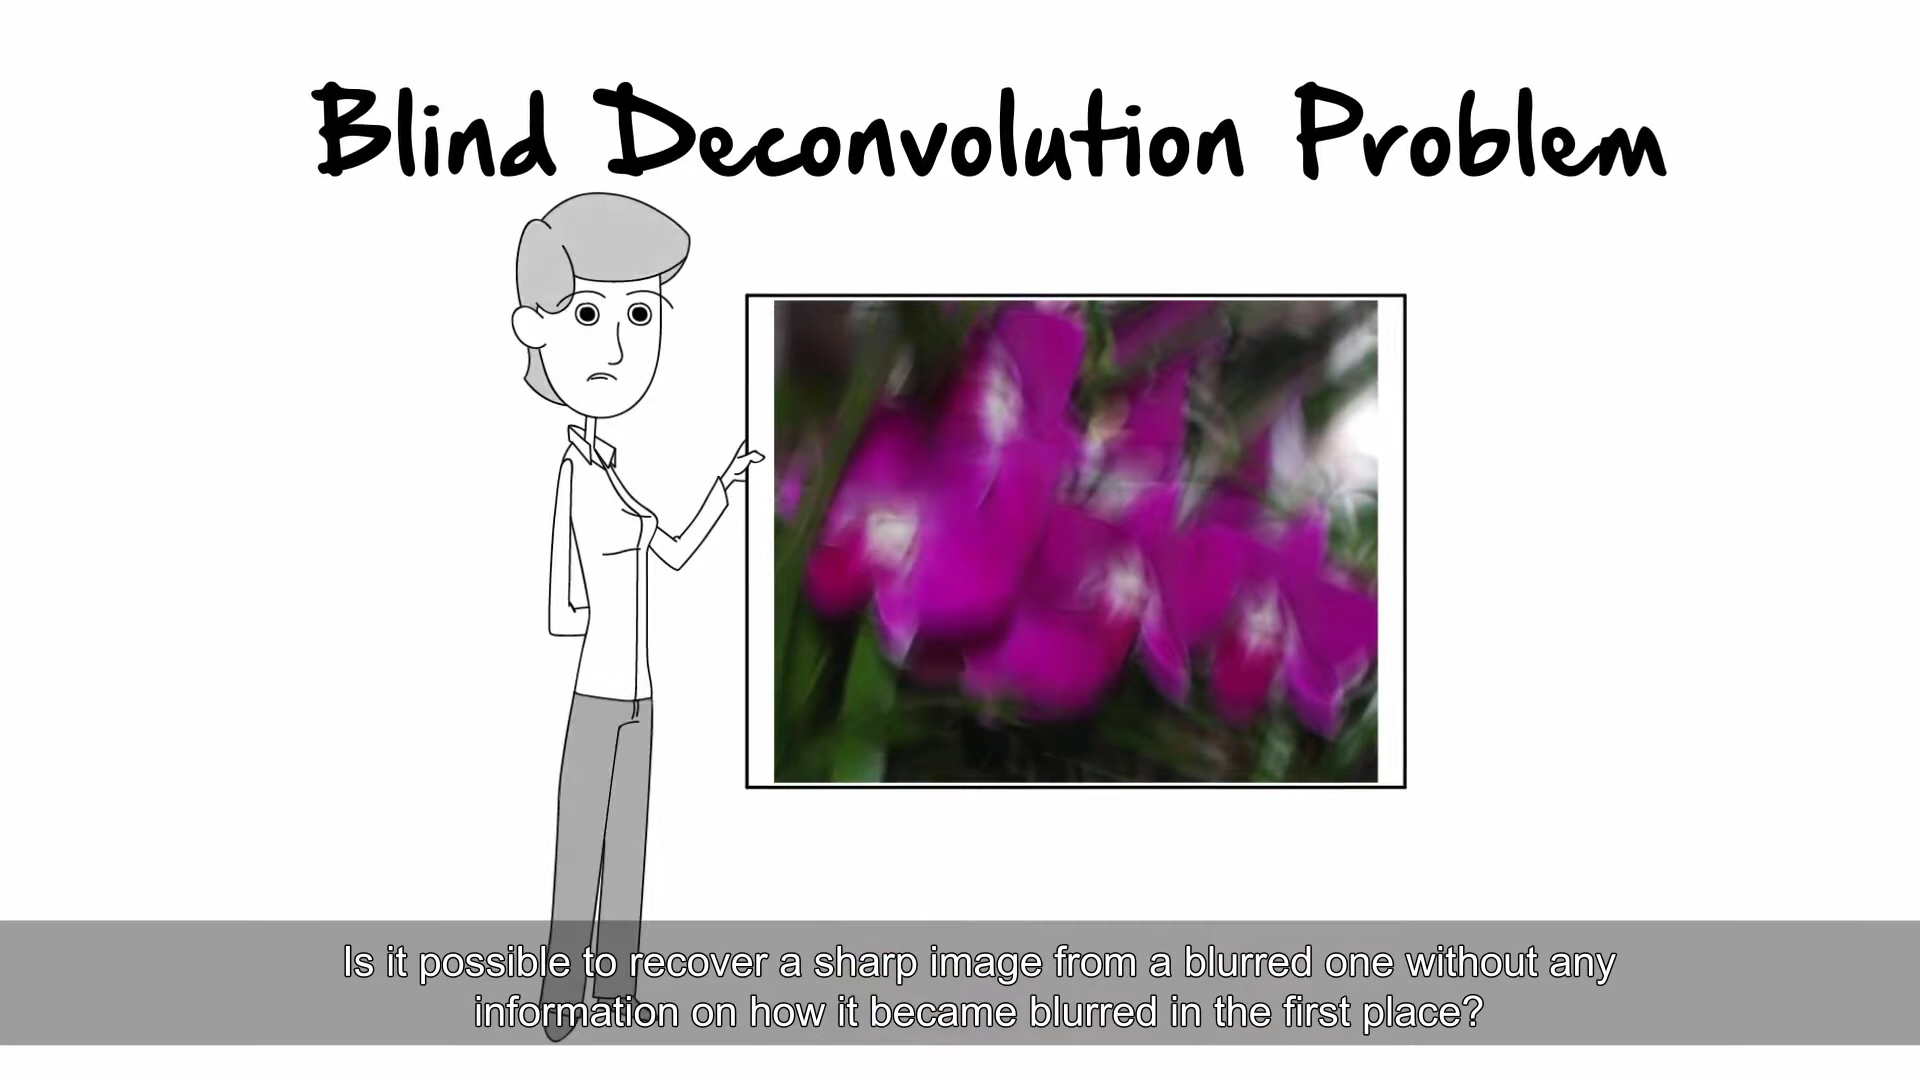 Blind Deconvolution Problem
Is it possible to recover a sharp image from a blurred one without any
information on how it became blurred in the first place?